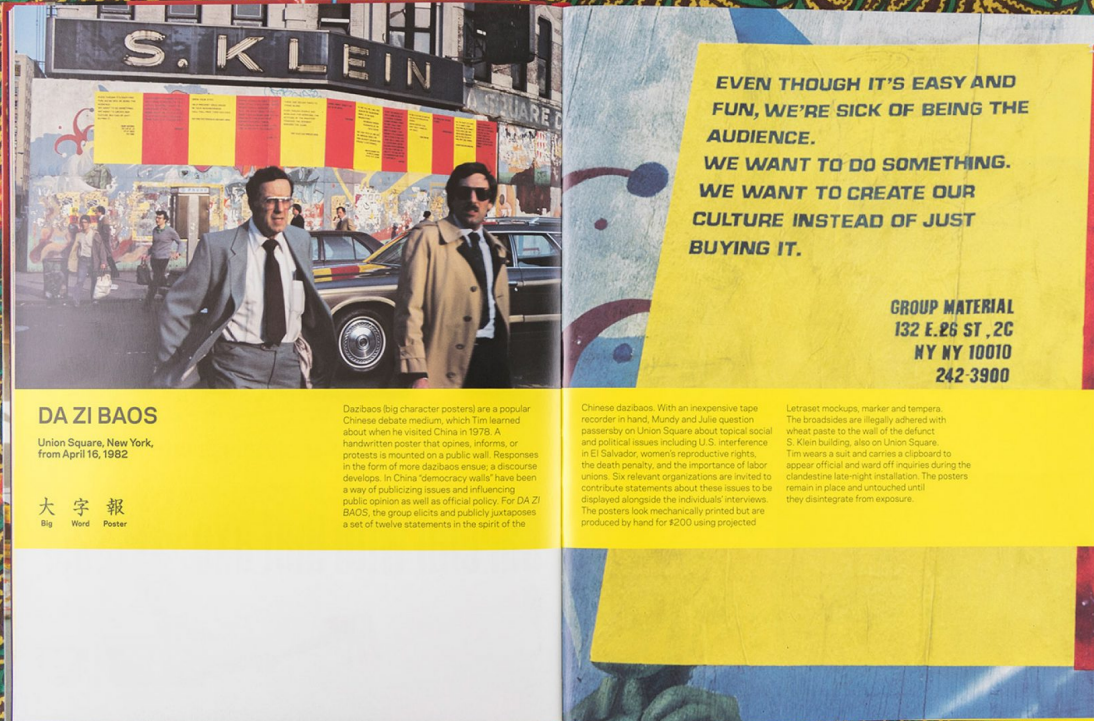 S. KLEIN
SQUARE
DA ZI BAOS
Union Square, New York,
from April 16, 1982
大 字 報
Big Word Poster
Dazibaos (big character posters) are a popular
Chinese debate medium, which Tim learned
about when he visited China in 1978. A
handwritten poster that opines, informs, or
protests is mounted on a public wall. Responses
in the form of more dazibaos ensue; a discourse
develops. In China “democracy walls” have been
a way of publicizing issues and influencing
public opinion as well as official policy. For DA ZI
BAOS, the group elicits and publicly juxtaposes
a set of twelve statements in the spirit of the
EVEN THOUGH IT'S EASY AND
FUN, WE'RE SICK OF BEING THE
AUDIENCE.
WE WANT TO DO SOMETHING.
WE WANT TO CREATE OUR
CULTURE INSTEAD OF JUST
BUYING IT.
GROUP MATERIAL
132 E.26 ST ,2C
NY NY 10010
242-3900
Chinese dazibaos. With an inexpensive tape
recorder in hand, Mundy and Julie question
passersby on Union Square about topical social
and political issues including U.S. interference
in El Salvador, women's reproductive rights,
the death penalty, and the importance of labor
unions. Six relevant organizations are invited to
contribute statements about these issues to be
displayed alongside the individuals' interviews.
The posters look mechanically printed but are
produced by hand for $200 using projected
Letraset mockups, marker and tempera.
The broadsides are illegally adhered with
wheat paste to the wall of the defunct
S. Klein building, also on Union Square.
Tim wears a suit and carries a clipboard to
appear official and ward off inquiries during the
clandestine late-night installation. The posters
remain in place and untouched until
they disintegrate from exposure.